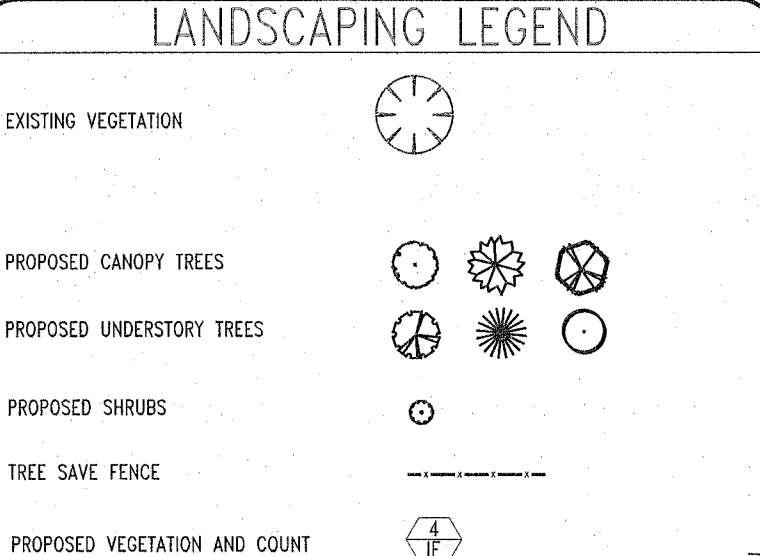 LANDSCAPING LEGEND
EXISTING VEGETATION
PROPOSED CANOPY TREES
PROPOSED UNDERSTORY TREES
PROPOSED SHRUBS
TREE SAVE FENCE
x x x x
PROPOSED VEGETATION AND COUNT
4
IF